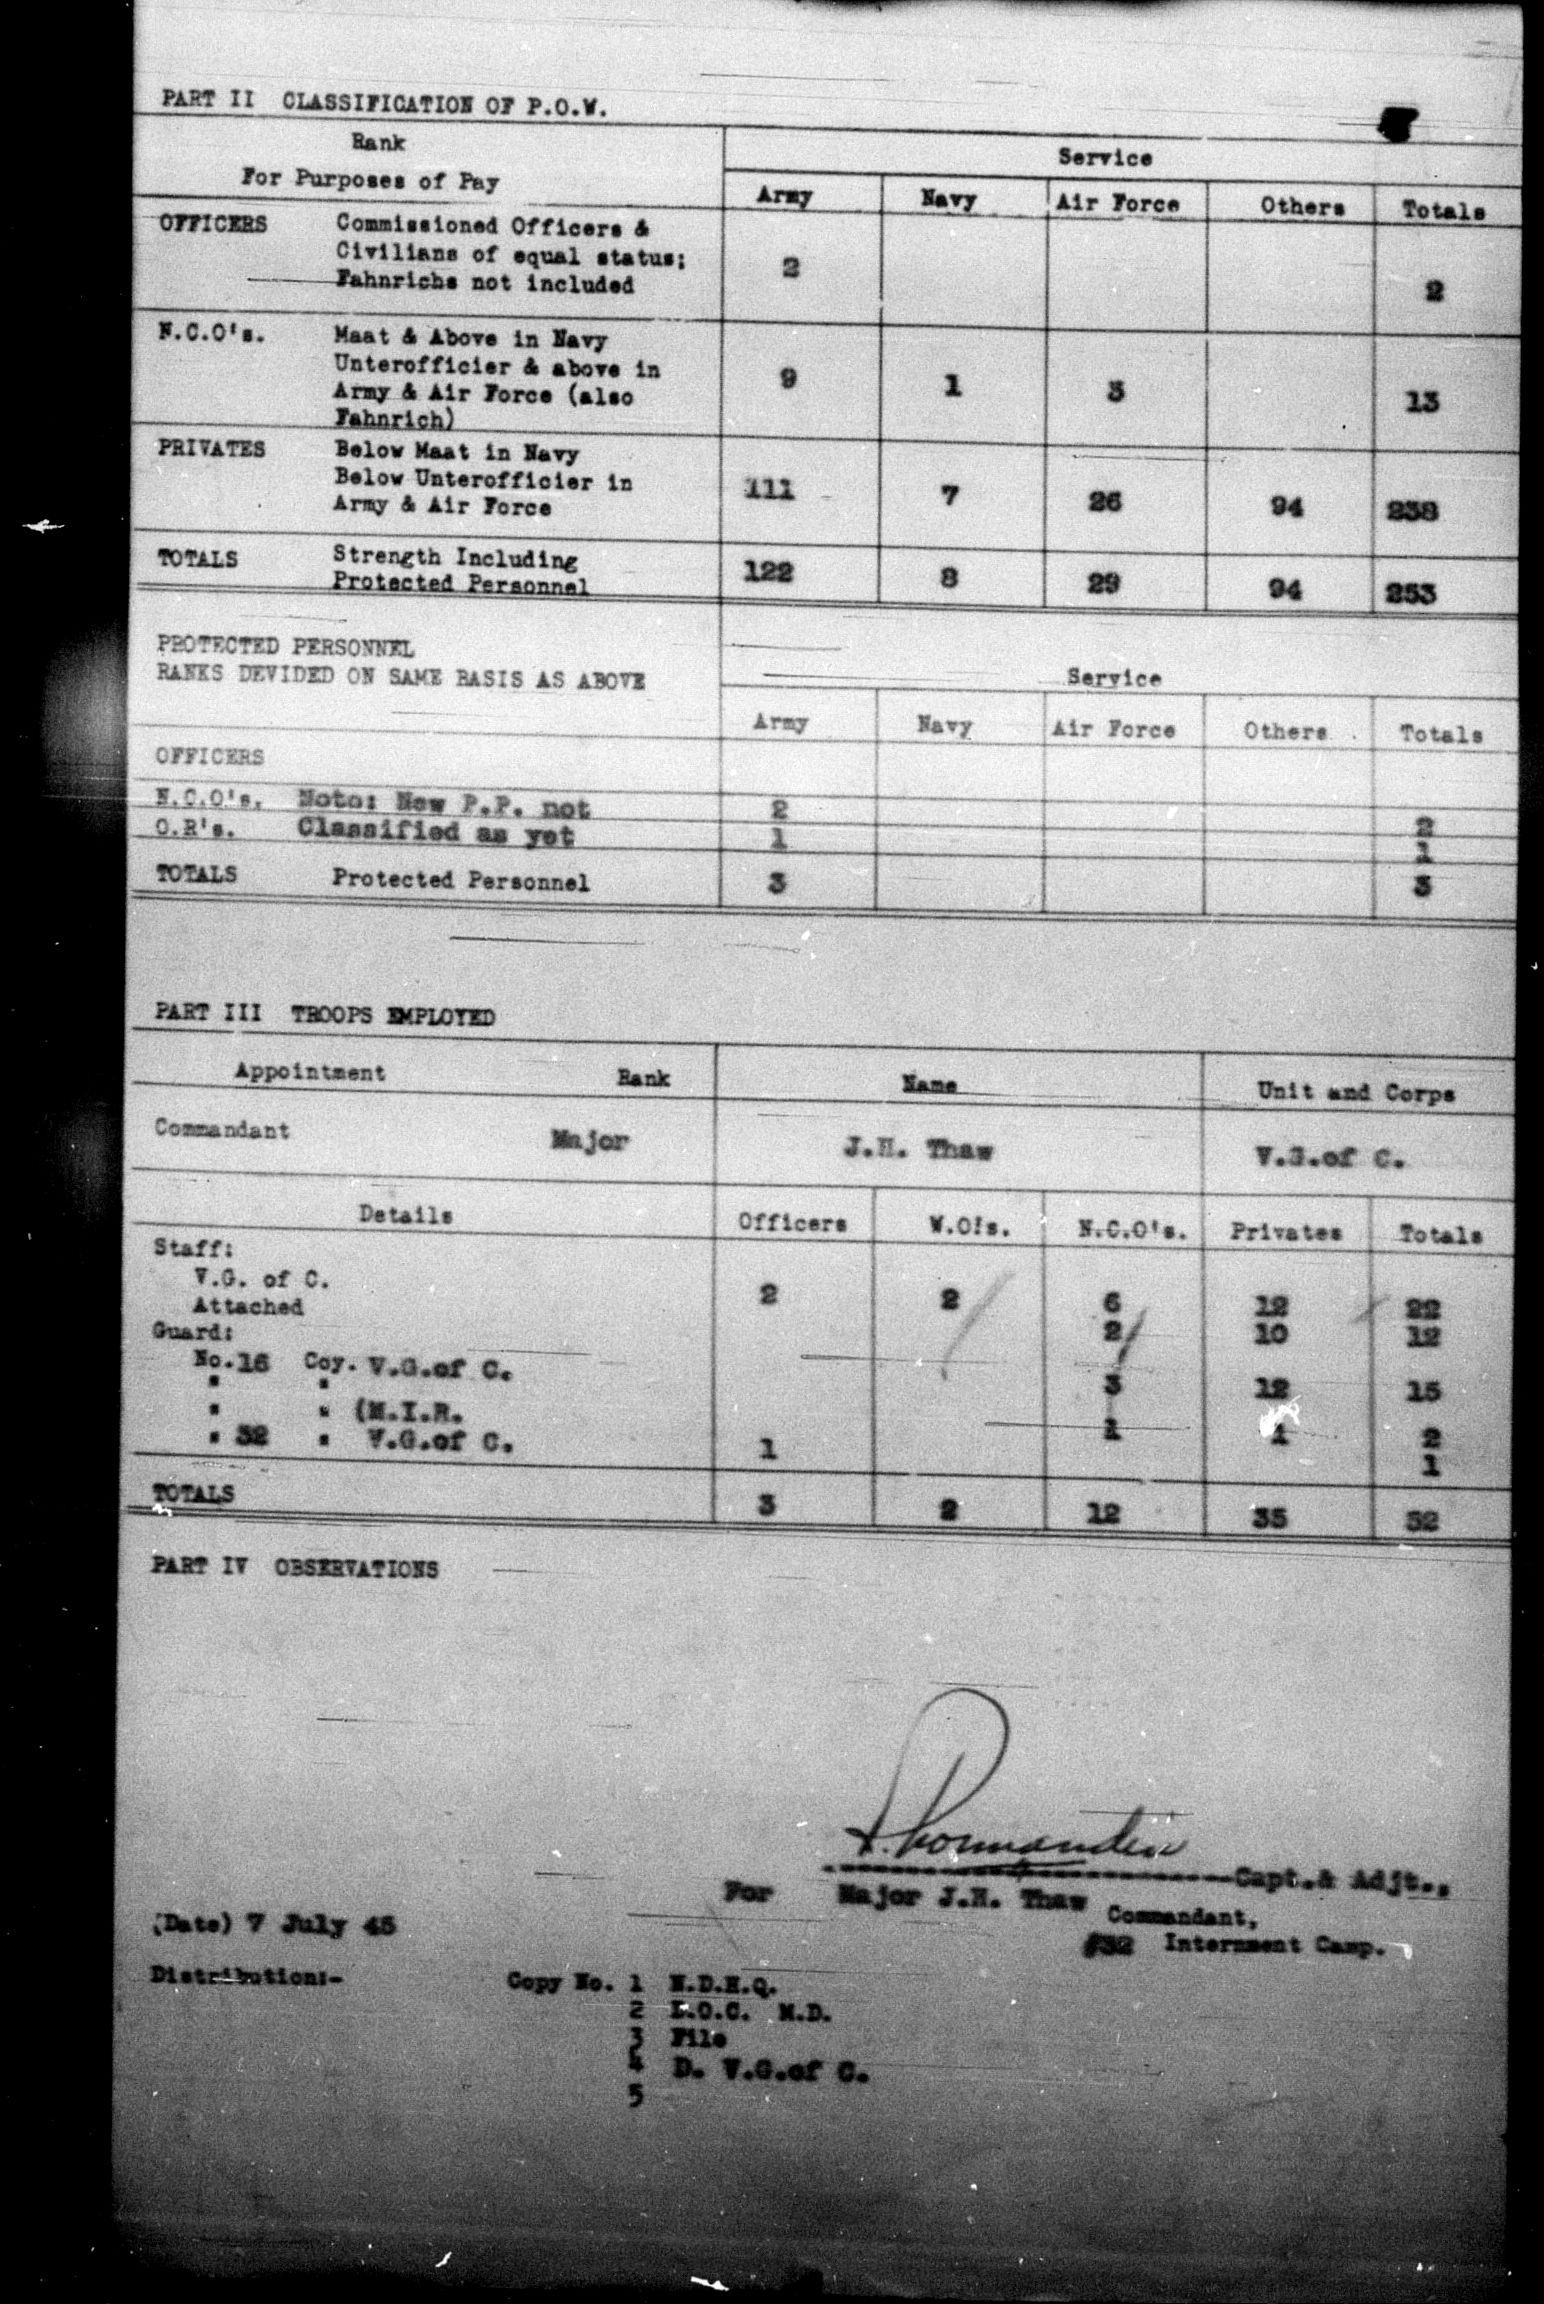 PART II CLASSIFICATION OF P.O.W.
Rank
For Purposes of Pay
Service
Army Navy Air Force Others Totals
OFFICERS Commissioned Officers &
Civilians of equal status;
Fahnrichs not included
2 2
N.C.O's. Maat & Above in Navy
Unterofficier & above in
Army & Air Force (also
Fahnrich)
9 1 3 13
PRIVATES Below Maat in Navy
Below Unterofficier in
Army & Air Force
111 7 26 94 238
TOTALS Strength Including
Protected Personnel
122 8 29 94 253
PROTECTED PERSONNEL
RANKS DEVIDED ON SAME BASIS AS ABOVE
Service
Army Navy Air Force Others Totals
OFFICERS
N.C.O's. Note: New P.P. not 2 2
O.R's. Classified as yet 1 1
TOTALS Protected Personnel 3 3
PART III TROOPS EMPLOYED
Appointment Rank Name Unit and Corps
Commandant Major J.H. Thaw V.G.of C.
Details Officers W.O's. N.C.O's. Privates Totals
Staff:
V.G. of C. 2 2 6 12 22
Attached 2 10 12
Guard:
No.16 Coy. V.G.of C. 3 12 15
" "
" " (M.I.R. 1 1 2
" 32 " V.G.of C. 1 1
TOTALS 3 2 12 35 52
PART IV OBSERVATIONS
Capt.& Adjt.,
For Major J.H. Thaw Commandant,
#32 Internment Camp.
(Date) 7 July 45
Distribution:- Copy No. 1 N.D.H.Q.
2 L.O.C. M.D.
3 File
4 D. V.G.of C.
5